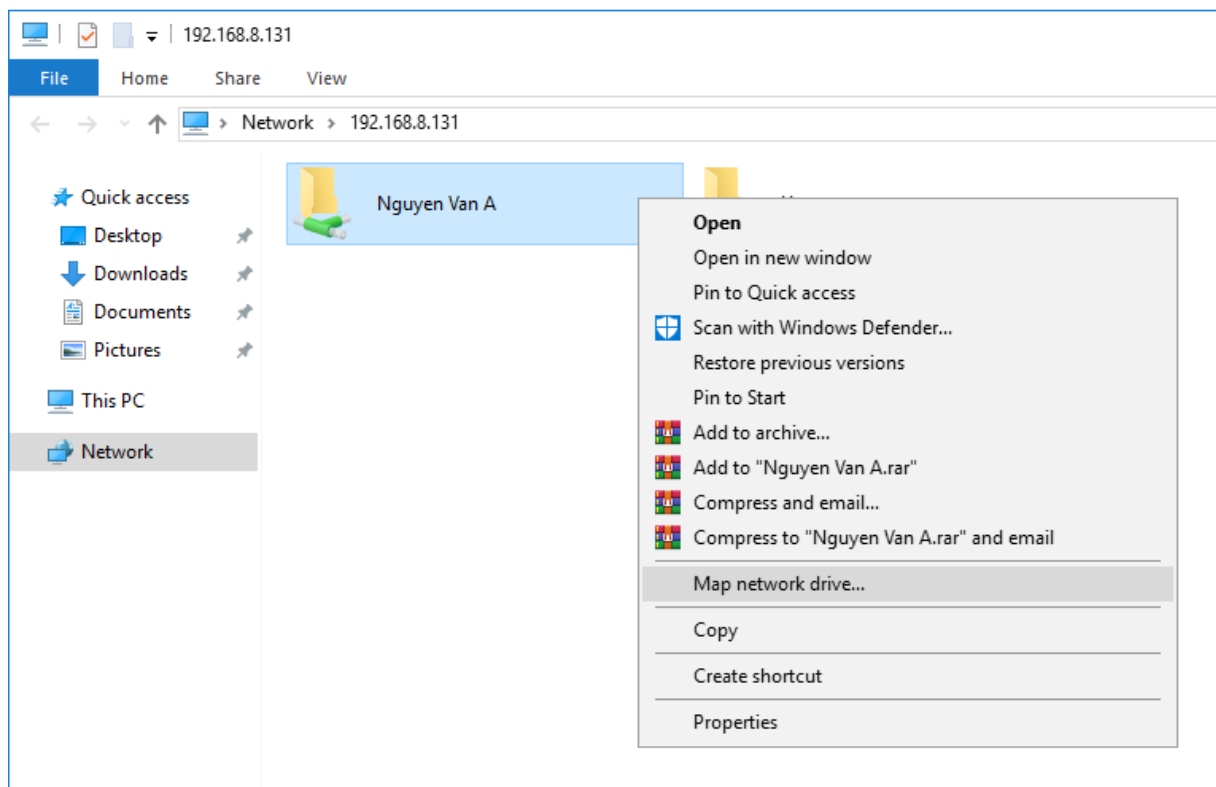 192.168.8.131
File Home Share View
Network 192.168.8.131
Quick access
Desktop
Downloads
Documents
Pictures
This PC
Network
Nguyen Van A
Open
Open in new window
Pin to Quick access
Scan with Windows Defender...
Restore previous versions
Pin to Start
Add to archive...
Add to "Nguyen Van A.rar"
Compress and email...
Compress to "Nguyen Van A.rar" and email
Map network drive...
Copy
Create shortcut
Properties